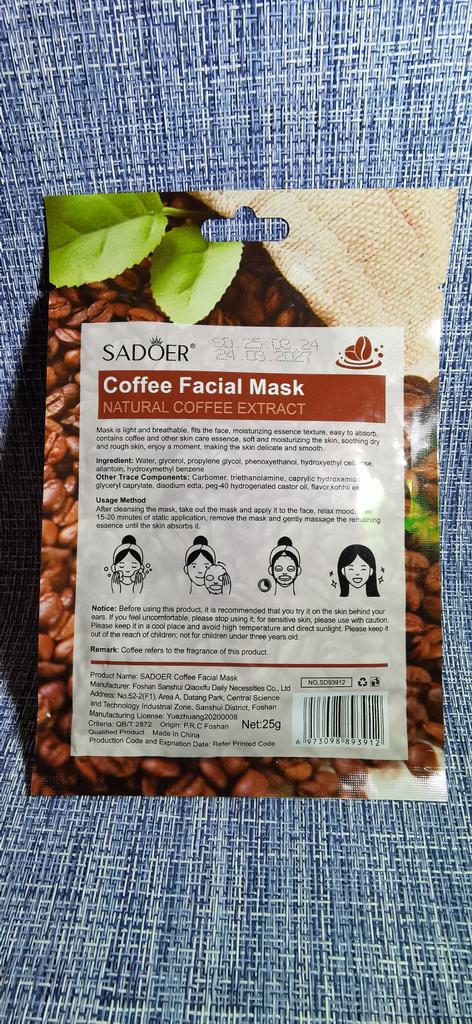 SADOER®
24.03.2027
Coffee Facial Mask
NATURAL COFFEE EXTRACT
Mask is light and breathable, fits the face, moisturizing essence texture, easy to absorb,
contains coffee and other skin care essence, soft and moisturizing the skin, soothing dry
and rough skin, enjoy a moment, making the skin delicate and smooth.
Ingredient: Water, glycerol, propylene glycol, phenoxyethanol, hydroxyethyl
allantoin, hydroxymethyl benzene
Other Trace Components: Carbomer, triethanolamine, caprylic hydroxamic
glyceryl caprylate, disodium edta, peg-40 hydrogenated castor oil, flavor,
Usage Method
After cleansing the mask, take out the mask and apply it to the face, relax mood.
15-20 minutes of static application, remove the mask and gently massage the remaining
essence until the skin absorbs it.
Notice: Before using this product, it is recommended that you try it on the skin behind your
ears. If you feel uncomfortable, please stop using it; for sensitive skin, please use with caution.
Please keep it in a cool place and avoid high temperature and direct sunlight. Please keep it
out of the reach of children; not for children under three years old.
Remark: Coffee refers to the fragrance of this product.
Product Name: SADOER Coffee Facial Mask
Manufacturer: Foshan Sanshui Qiaoxifu Daily Necessities Co., Ltd
Address: No.52-2(F1), Area A, Datang Park, Central Science
and Technology Industrial Zone, Sanshui District, Foshan
Manufacturing License: Yuezhuang20200008
Criteria: QB/T 2872 Origin: P.R.C Foshan
Qualified Product Made In China
Production Code and Expriation Date: Refer Printed Code
Net:25g
NO.SD93912
6 973098 893912